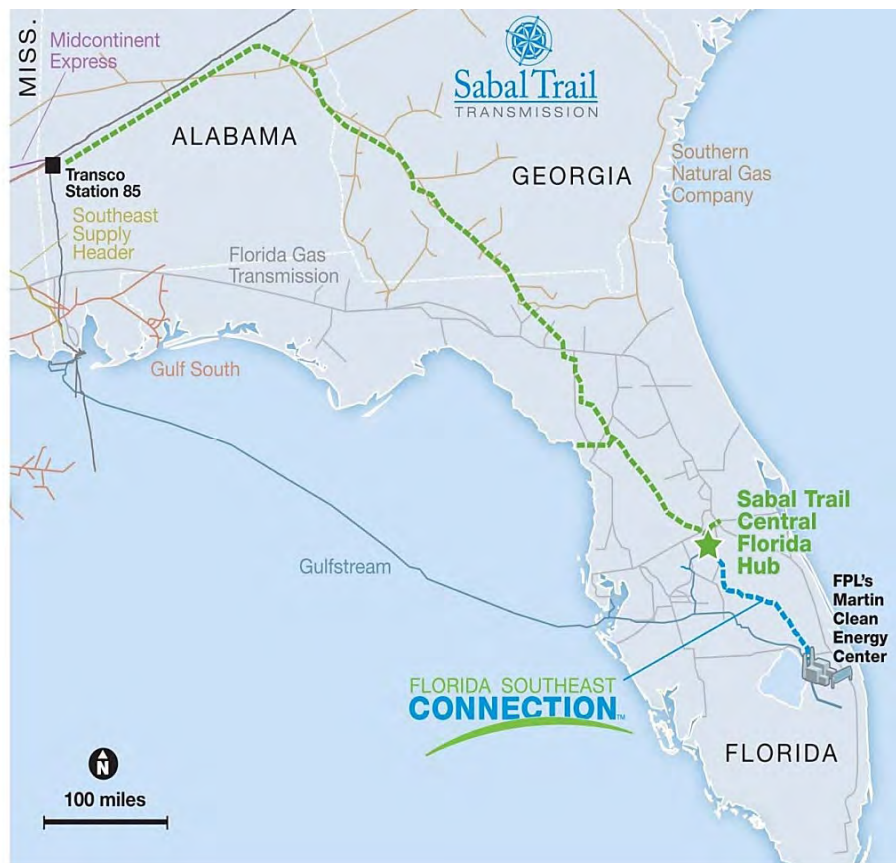 MISS.
Midcontinent
Express
Sabal Trail
TRANSMISSION
ALABAMA
Transco
Station 85
GEORGIA
Southern
Natural Gas
Company
Southeast
Supply
Header
Florida Gas
Transmission
Gulf South
Sabal Trail
Central
Florida
Hub
Gulfstream
FPL's
Martin
Clean
Energy
Center
FLORIDA SOUTHEAST
CONNECTION™
FLORIDA
N
100 miles